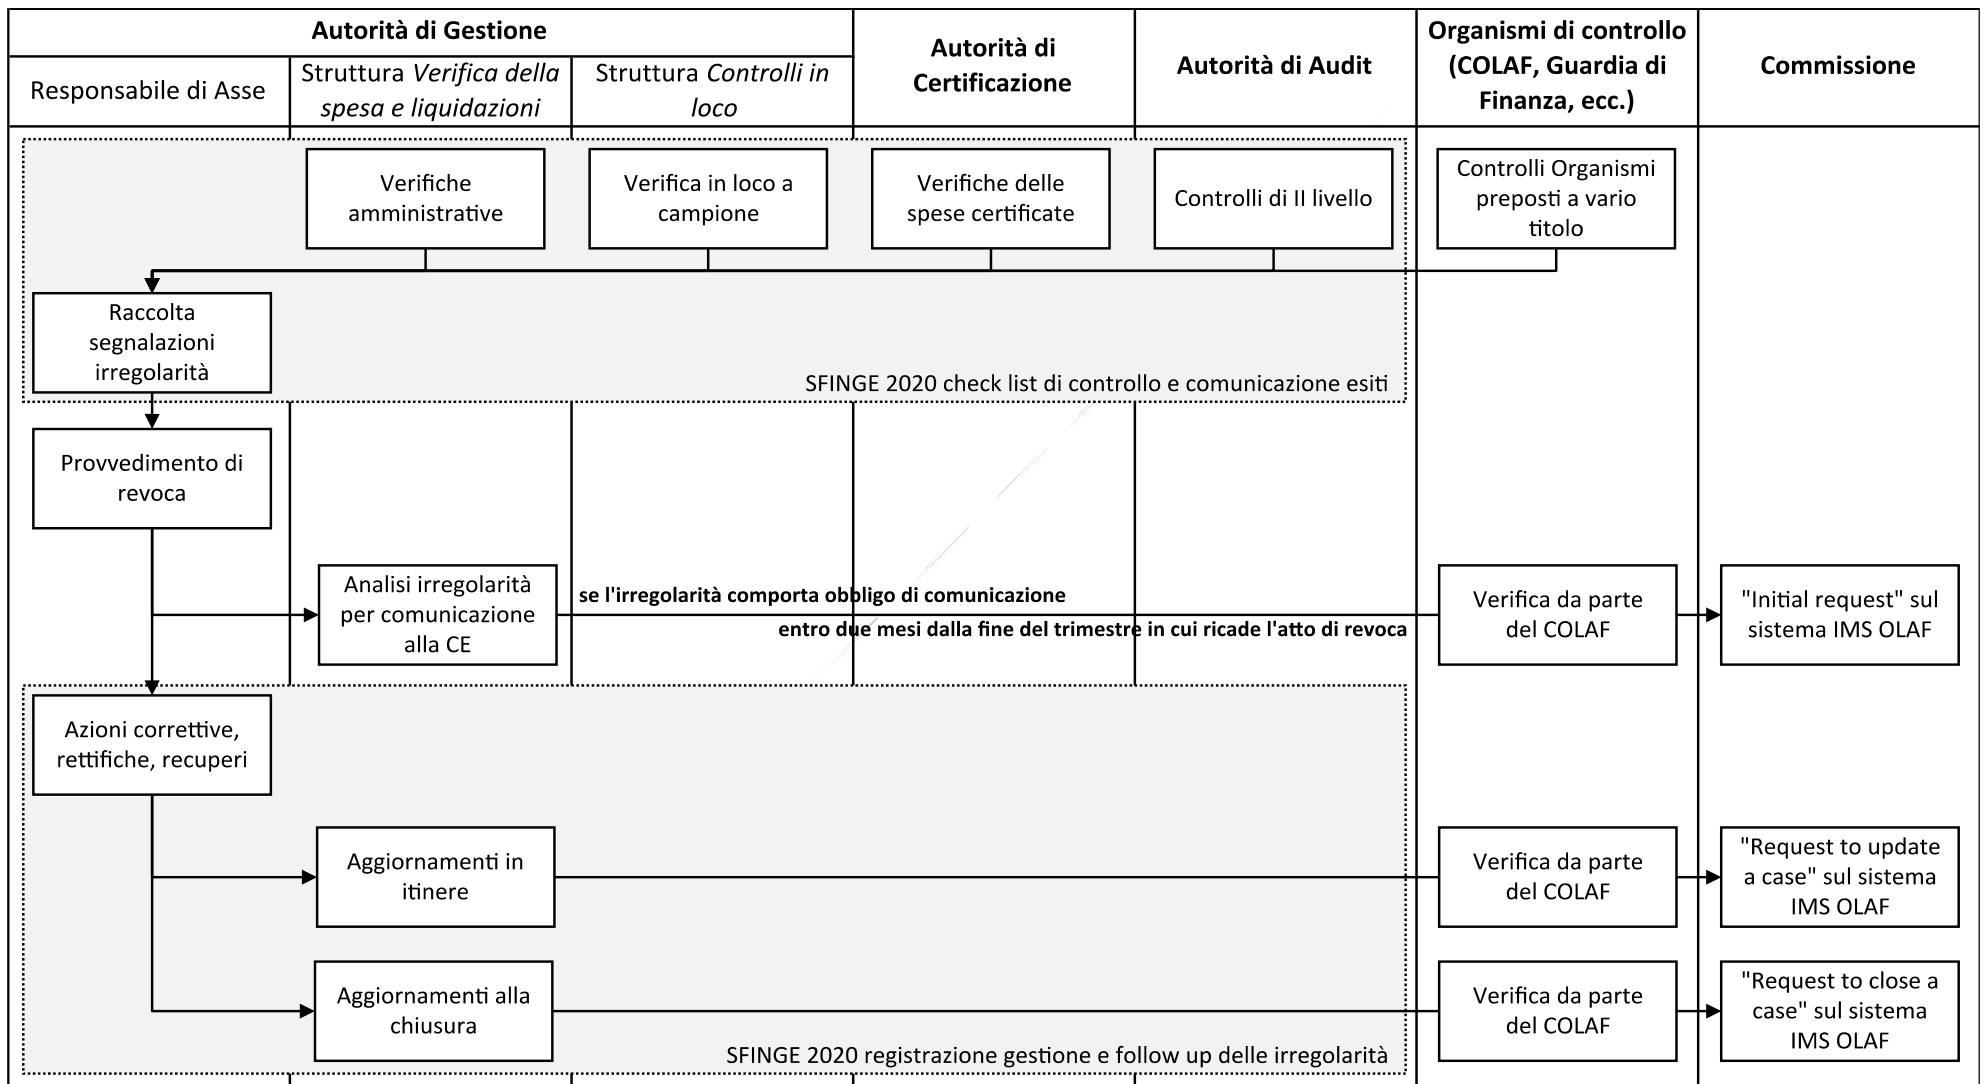 Autorità di Gestione
Responsabile di Asse
Struttura Verifica della
spesa e liquidazioni
Struttura Controlli in
loco
Autorità di
Certificazione
Autorità di Audit
Organismi di controllo
(COLAF, Guardia di
Finanza, ecc.)
Commissione
Verifiche
amministrative
Verifica in loco a
campione
Verifiche delle
spese certificate
Controlli di II livello
Controlli Organismi
preposti a vario
titolo
Raccolta
segnalazioni
irregolarità
SFINGE 2020 check list di controllo e comunicazione esiti
Provvedimento di
revoca
Analisi irregolarità
per comunicazione
alla CE
se l'irregolarità comporta obbligo di comunicazione
entro due mesi dalla fine del trimestre in cui ricade l'atto di revoca
Verifica da parte
del COLAF
"Initial request" sul
sistema IMS OLAF
Azioni correttive,
rettifiche, recuperi
Aggiornamenti in
itinere
Verifica da parte
del COLAF
"Request to update
a case" sul sistema
IMS OLAF
Aggiornamenti alla
chiusura
Verifica da parte
del COLAF
"Request to close a
case" sul sistema
IMS OLAF
SFINGE 2020 registrazione gestione e follow up delle irregolarità